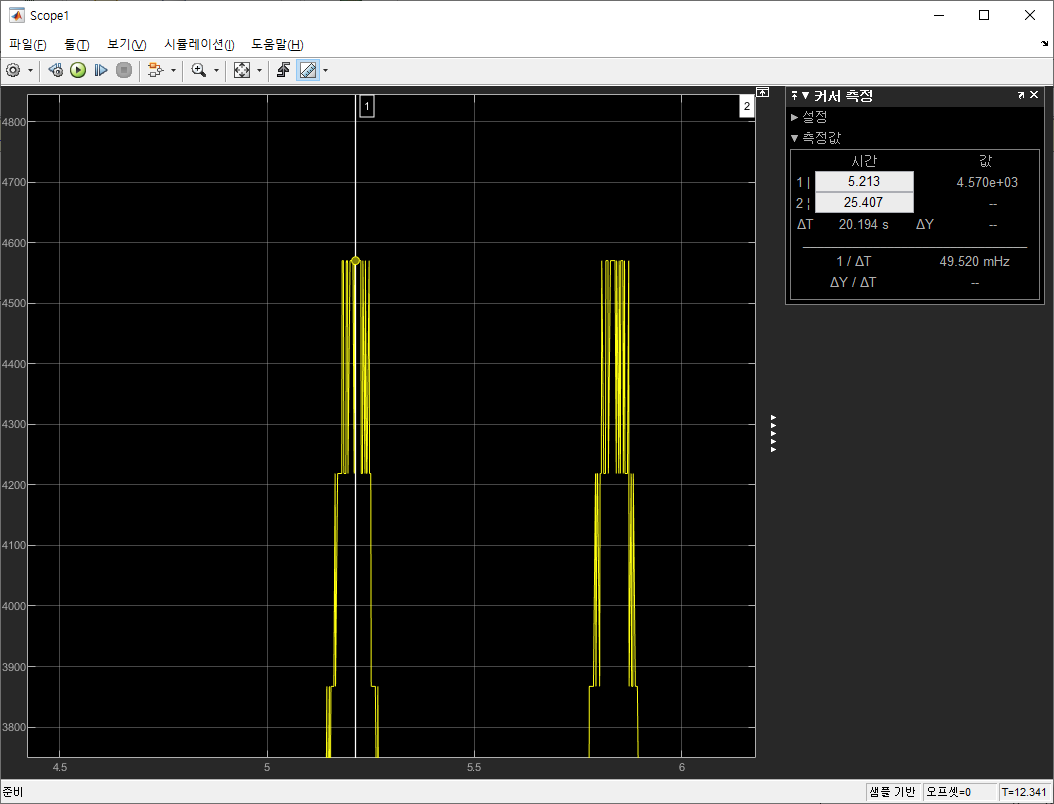 Scope1
파일(F) 툴(T) 보기(V) 시뮬레이션(I) 도움말(H)
1
2
4800
4700
4600
4500
4400
4300
4200
4100
4000
3900
3800
4.5 5 5.5 6
커서 측정
설정
측정값
시간 값
1 | 5.213 4.570e+03
2 ¦ 25.407 --
ΔT 20.194 s ΔY --
1 / ΔT 49.520 mHz
ΔY / ΔT --
준비 샘플 기반 오프셋=0 T=12.341